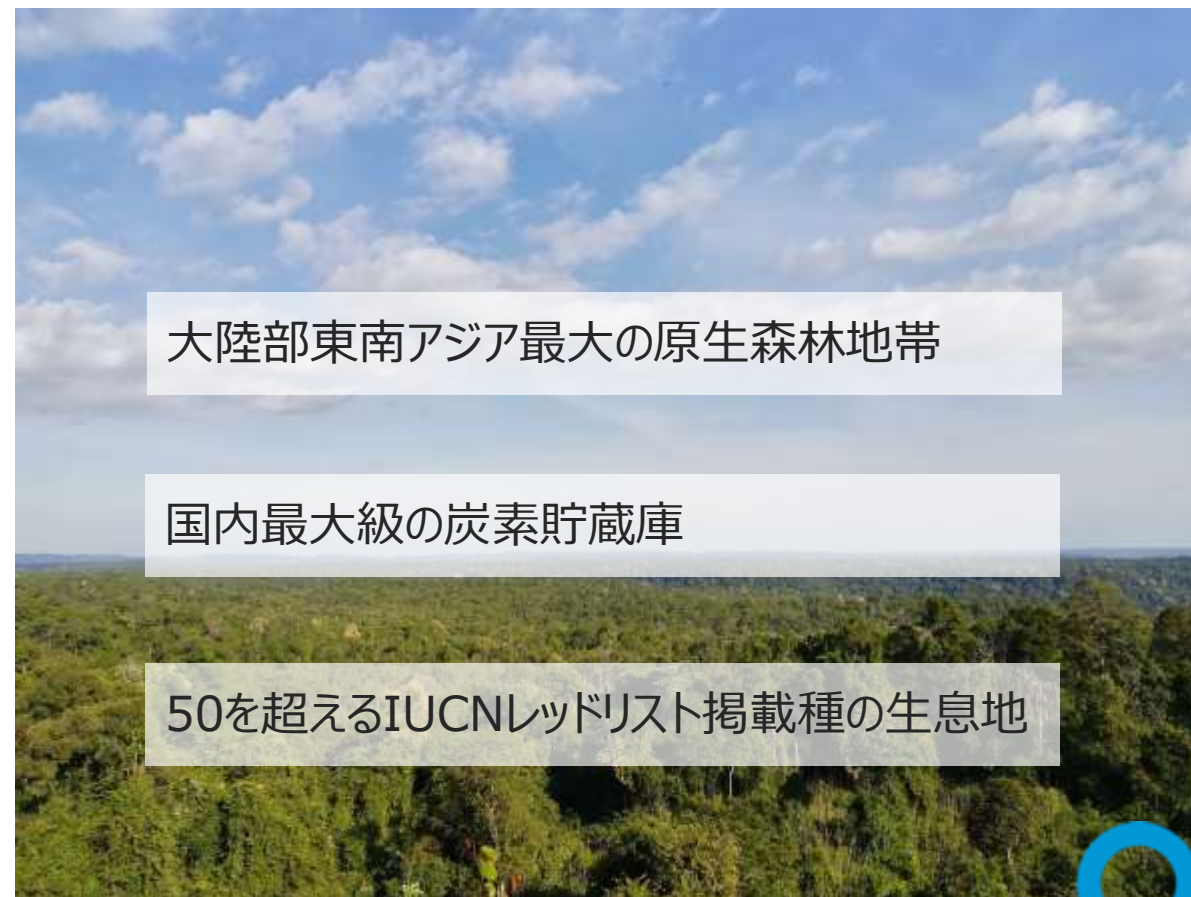 大陸部東南アジア最大の原生森林地帯
国内最大級の炭素貯蔵庫
50を超えるIUCNレッドリスト掲載種の生息地